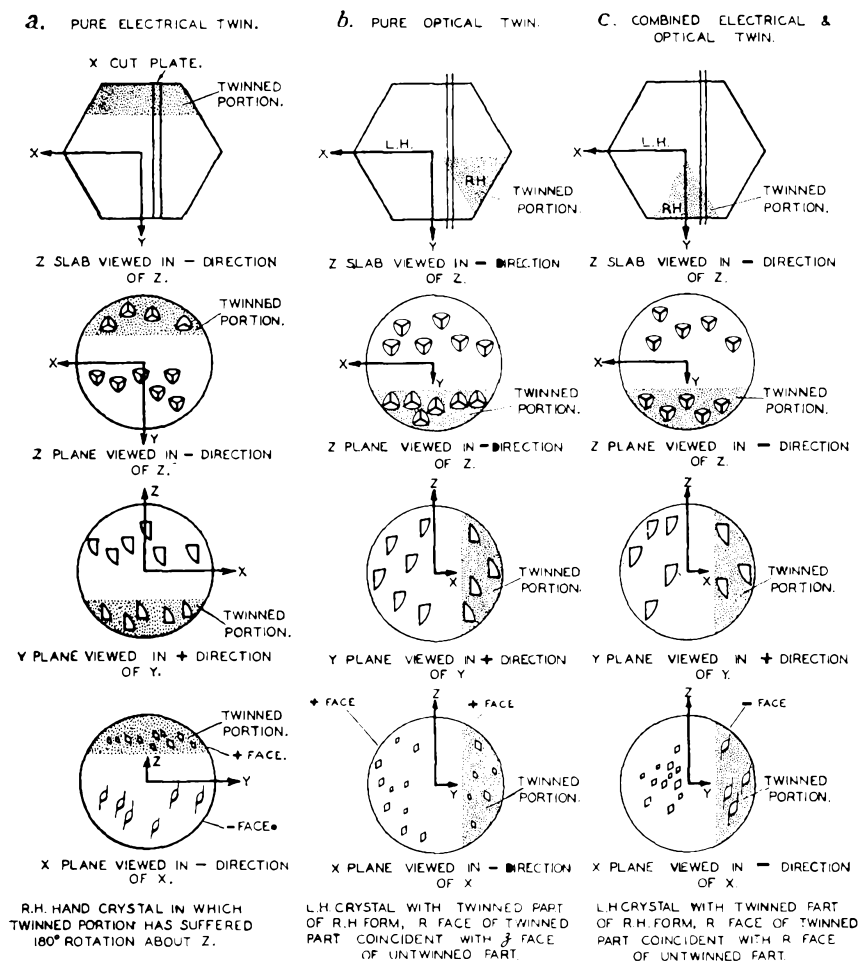 a. PURE ELECTRICAL TWIN.
X CUT PLATE.
TWINNED
PORTION.
X
Y
Z SLAB VIEWED IN – DIRECTION
OF Z.
TWINNED
PORTION.
X
Y
Z PLANE VIEWED IN – DIRECTION
OF Z.
Z
X
TWINNED
PORTION.
Y PLANE VIEWED IN + DIRECTION
OF Y.
TWINNED
PORTION.
+ FACE.
Z
Y
– FACE.
X PLANE VIEWED IN – DIRECTION
OF X.
R.H. HAND CRYSTAL IN WHICH
TWINNED PORTION HAS SUFFERED
180° ROTATION ABOUT Z.
b. PURE OPTICAL TWIN.
L.H.
X
RH
TWINNED
PORTION.
Y
Z SLAB VIEWED IN – DIRECTION
OF Z.
X
Y
TWINNED
PORTION.
Z PLANE VIEWED IN – DIRECTION
OF Z.
Z
X
TWINNED
PORTION.
Y PLANE VIEWED IN + DIRECTION
OF Y
+ FACE
+ FACE
Z
Y
TWINNED
PORTION.
X PLANE VIEWED IN – DIRECTION
OF X
L.H. CRYSTAL WITH TWINNED PART
OF R.H FORM, R FACE OF TWINNED
PART COINCIDENT WITH z FACE
OF UNTWINNED PART.
C. COMBINED ELECTRICAL &
OPTICAL TWIN.
L.H.
X
RH
TWINNED
PORTION.
Y
Z SLAB VIEWED IN – DIRECTION
OF Z.
X
Y
TWINNED
PORTION.
Z PLANE VIEWED IN – DIRECTION
OF Z.
Z
X
TWINNED
PORTION.
Y PLANE VIEWED IN + DIRECTION
OF Y.
Z
– FACE
Y
TWINNED
PORTION.
X PLANE VIEWED IN – DIRECTION
OF X.
L.H CRYSTAL WITH TWINNED PART
OF R.H. FORM, R FACE OF TWINNED
PART COINCIDENT WITH R FACE
OF UNTWINNED PART.